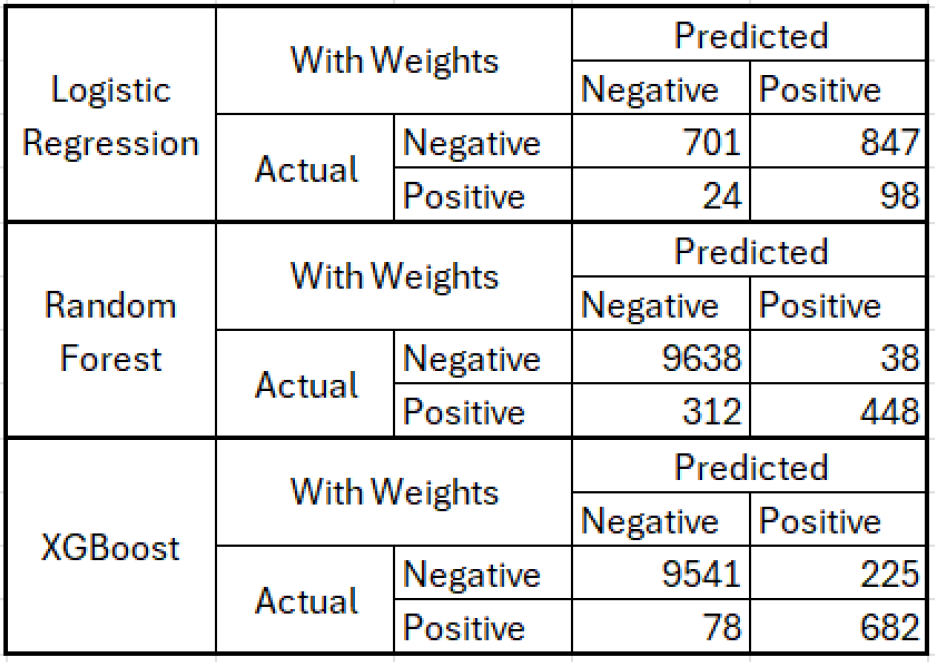 Logistic
Regression
With Weights
Predicted
Negative Positive
Actual
Negative 701 847
Positive 24 98
Random
Forest
With Weights
Predicted
Negative Positive
Actual
Negative 9638 38
Positive 312 448
XGBoost
With Weights
Predicted
Negative Positive
Actual
Negative 9541 225
Positive 78 682